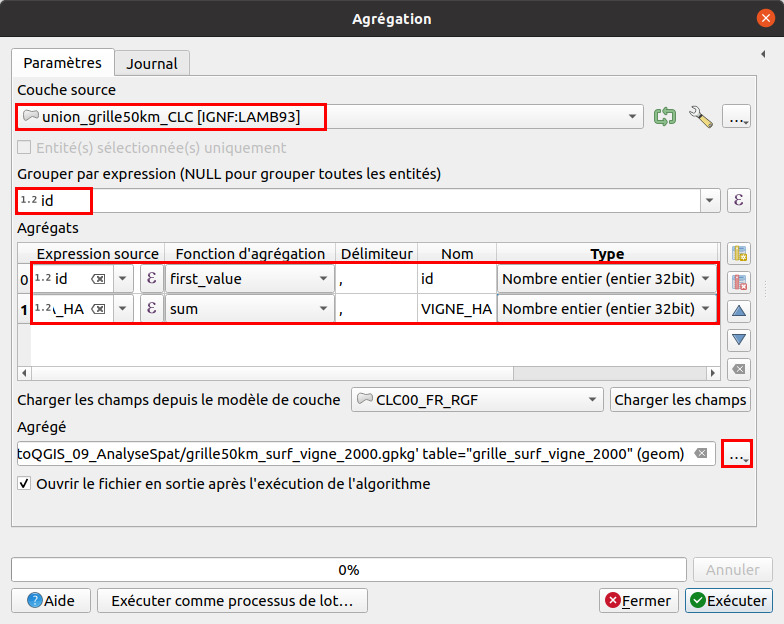 Agrégation
Paramètres Journal
Couche source
union_grille50km_CLC [IGNF:LAMB93] ...
Entité(s) sélectionnée(s) uniquement
Grouper par expression (NULL pour grouper toutes les entités)
1.2 id ε
Agrégats
Expression source Fonction d'agrégation Délimiteur Nom Type
0 1.2 id ε first_value , id Nombre entier (entier 32bit)
1 1.2 \_HA ε sum , VIGNE_HA Nombre entier (entier 32bit)
Charger les champs depuis le modèle de couche CLC00_FR_RGF Charger les champs
Agrégé
toQGIS_09_AnalyseSpat/grille50km_surf_vigne_2000.gpkg' table="grille_surf_vigne_2000" (geom) ...
Ouvrir le fichier en sortie après l'exécution de l'algorithme
0% Annuler
Aide Exécuter comme processus de lot... Fermer Exécuter